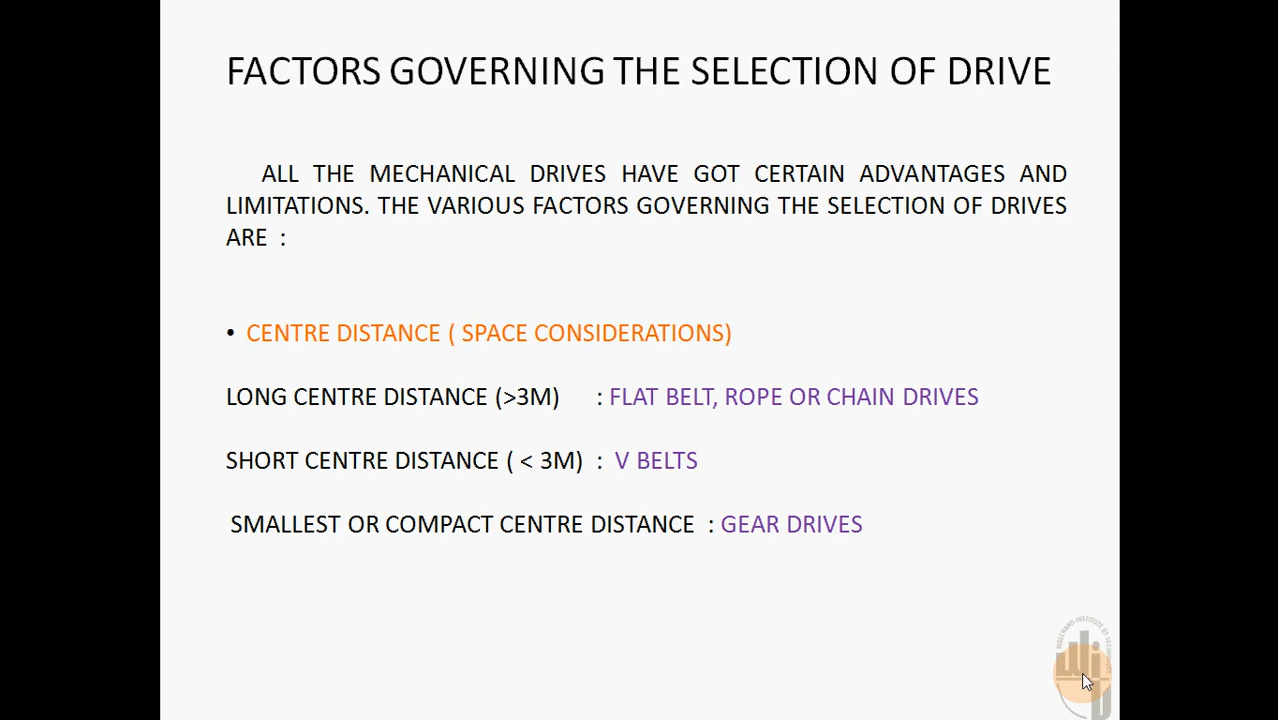 FACTORS GOVERNING THE SELECTION OF DRIVE
ALL THE MECHANICAL DRIVES HAVE GOT CERTAIN ADVANTAGES AND
LIMITATIONS. THE VARIOUS FACTORS GOVERNING THE SELECTION OF DRIVES
ARE :
• CENTRE DISTANCE ( SPACE CONSIDERATIONS)
LONG CENTRE DISTANCE (>3M) : FLAT BELT, ROPE OR CHAIN DRIVES
SHORT CENTRE DISTANCE ( < 3M) : V BELTS
SMALLEST OR COMPACT CENTRE DISTANCE : GEAR DRIVES
INSTITUTE OF